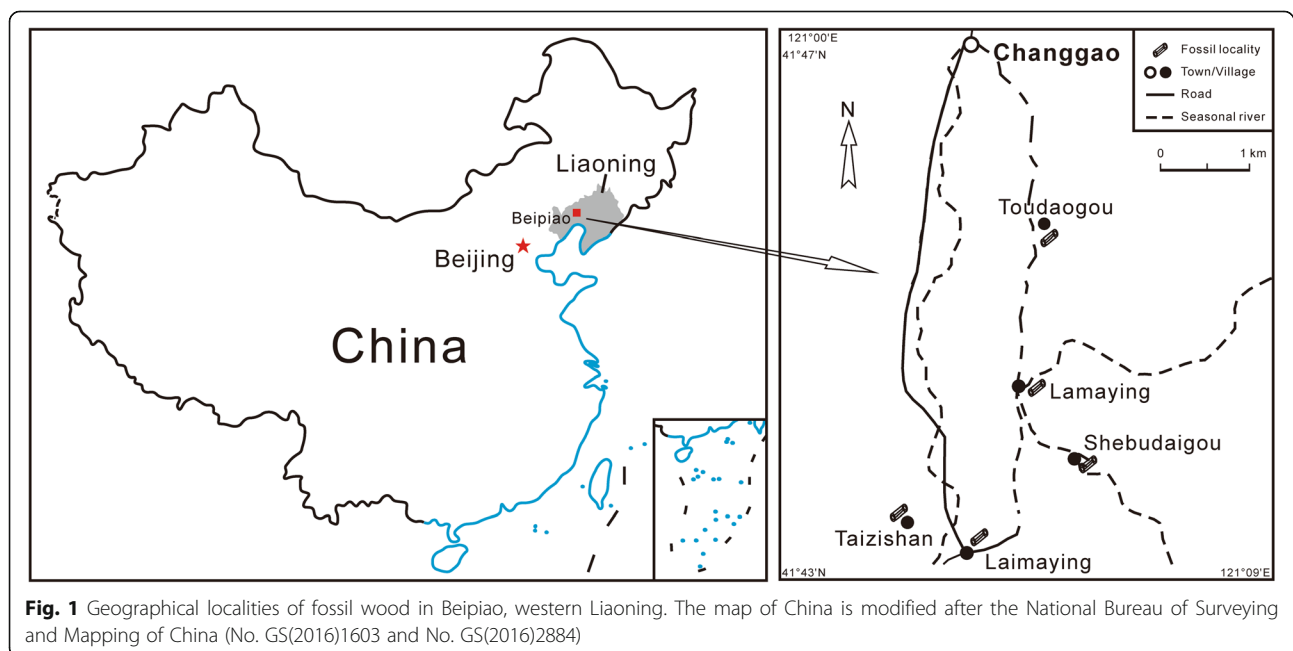 Liaoning
Beipiao
Beijing
China
121°00'E
41°47'N
Changgao
Fossil locality
Town/Village
Road
Seasonal river
N
0 1 km
Toudaogou
Lamaying
Shebudaigou
Taizishan
Laimaying
41°43'N
121°09'E
Fig. 1 Geographical localities of fossil wood in Beipiao, western Liaoning. The map of China is modified after the National Bureau of Surveying
and Mapping of China (No. GS(2016)1603 and No. GS(2016)2884)